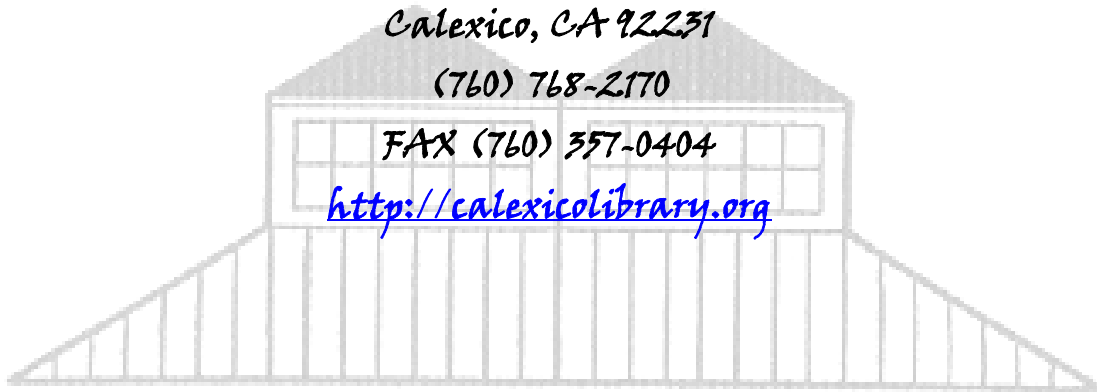 Calexico, CA 92231
(760) 768-2170
FAX (760) 357-0404
http://calexicolibrary.org